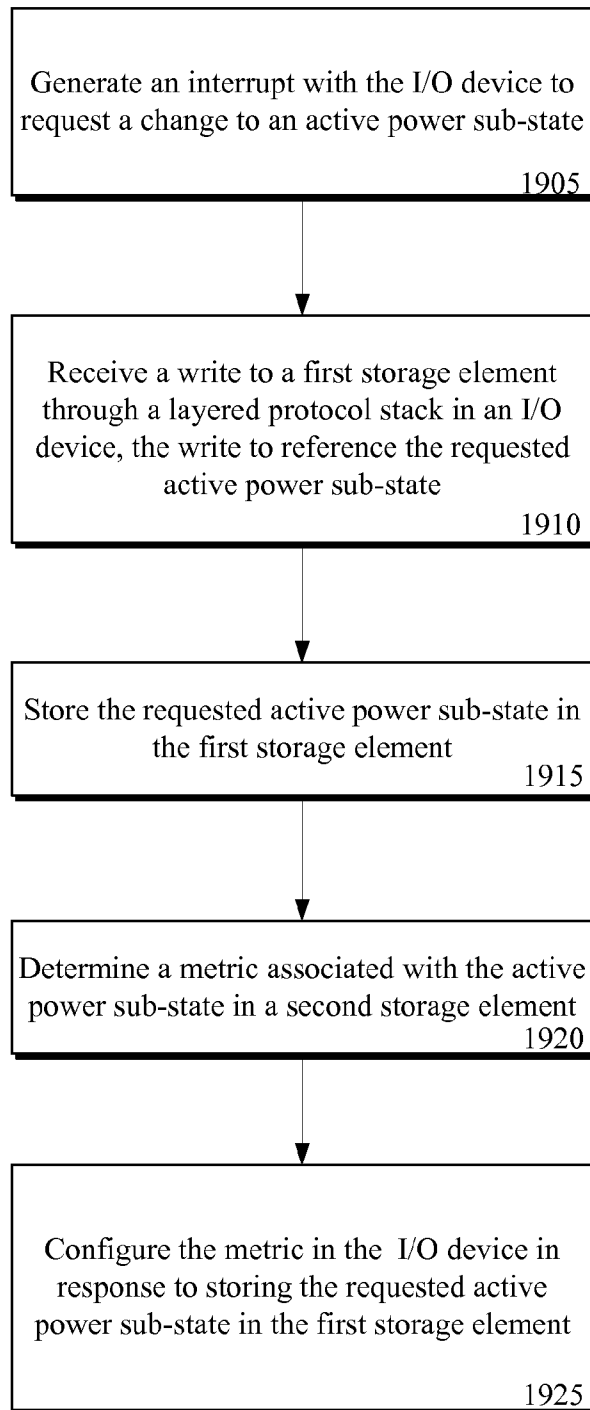 Generate an interrupt with the I/O device to
request a change to an active power sub-state
1905
Receive a write to a first storage element
through a layered protocol stack in an I/O
device, the write to reference the requested
active power sub-state
1910
Store the requested active power sub-state in
the first storage element
1915
Determine a metric associated with the active
power sub-state in a second storage element
1920
Configure the metric in the I/O device in
response to storing the requested active
power sub-state in the first storage element
1925